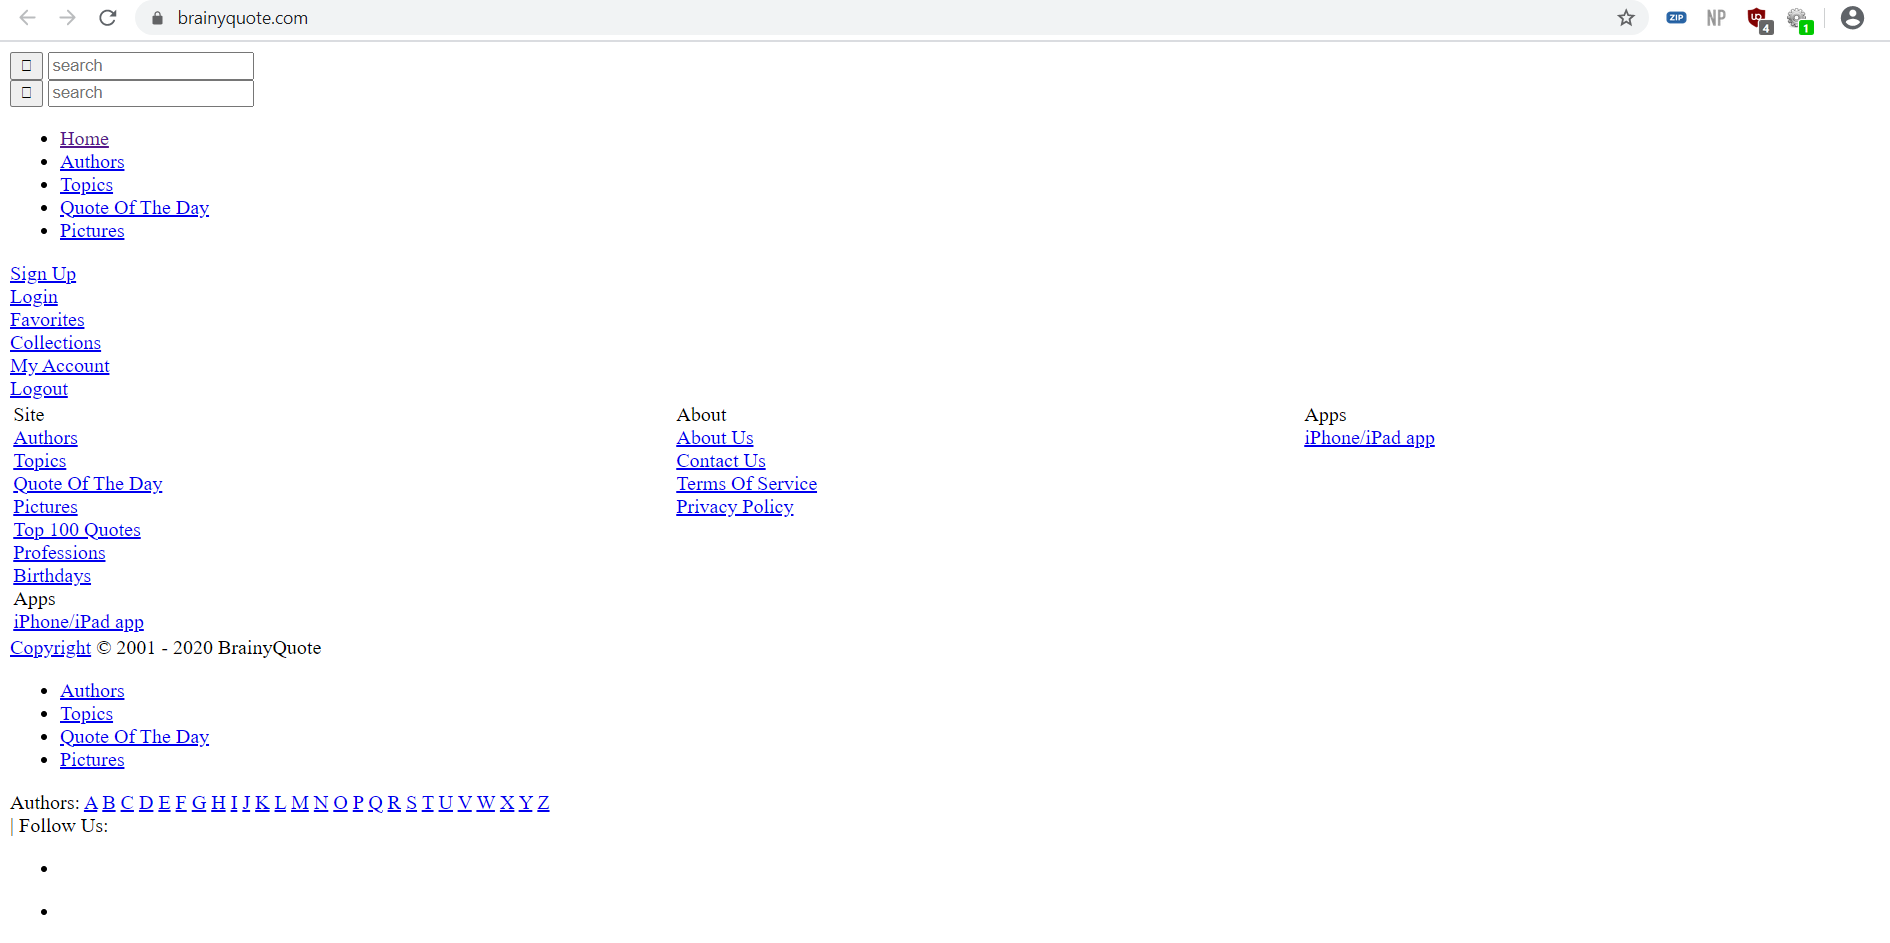 brainyquote.com
ZIP
NP
4
1
search
search
Home
Authors
Topics
Quote Of The Day
Pictures
Sign Up
Login
Favorites
Collections
My Account
Logout
Site
Authors
Topics
Quote Of The Day
Pictures
Top 100 Quotes
Professions
Birthdays
Apps
iPhone/iPad app
About
About Us
Contact Us
Terms Of Service
Privacy Policy
Apps
iPhone/iPad app
Copyright © 2001 - 2020 BrainyQuote
Authors
Topics
Quote Of The Day
Pictures
Authors: A B C D E F G H I J K L M N O P Q R S T U V W X Y Z
| Follow Us: